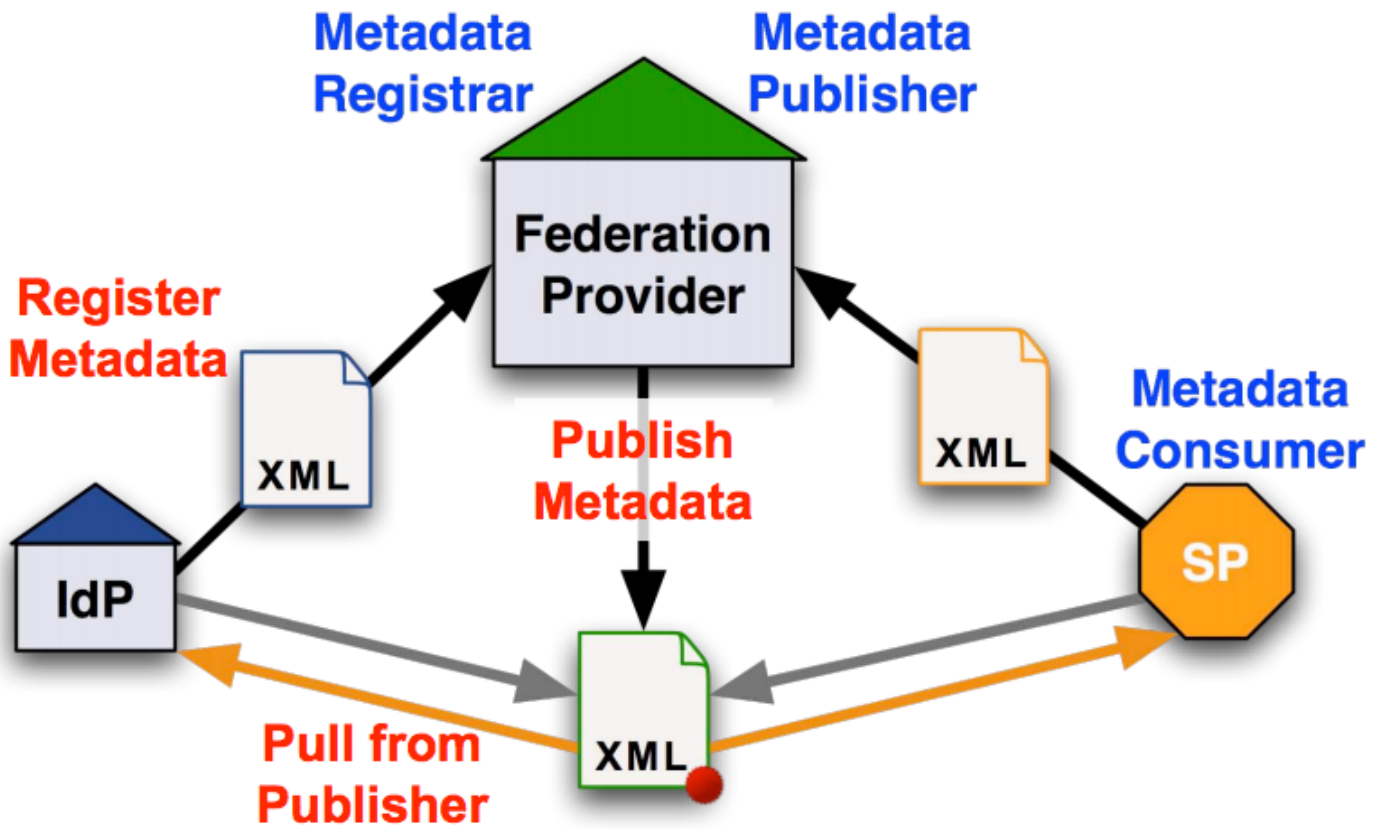 Metadata
Registrar
Metadata
Publisher
Federation
Provider
Register
Metadata
XML
Publish
Metadata
XML
Metadata
Consumer
IdP
SP
XML
Pull from
Publisher